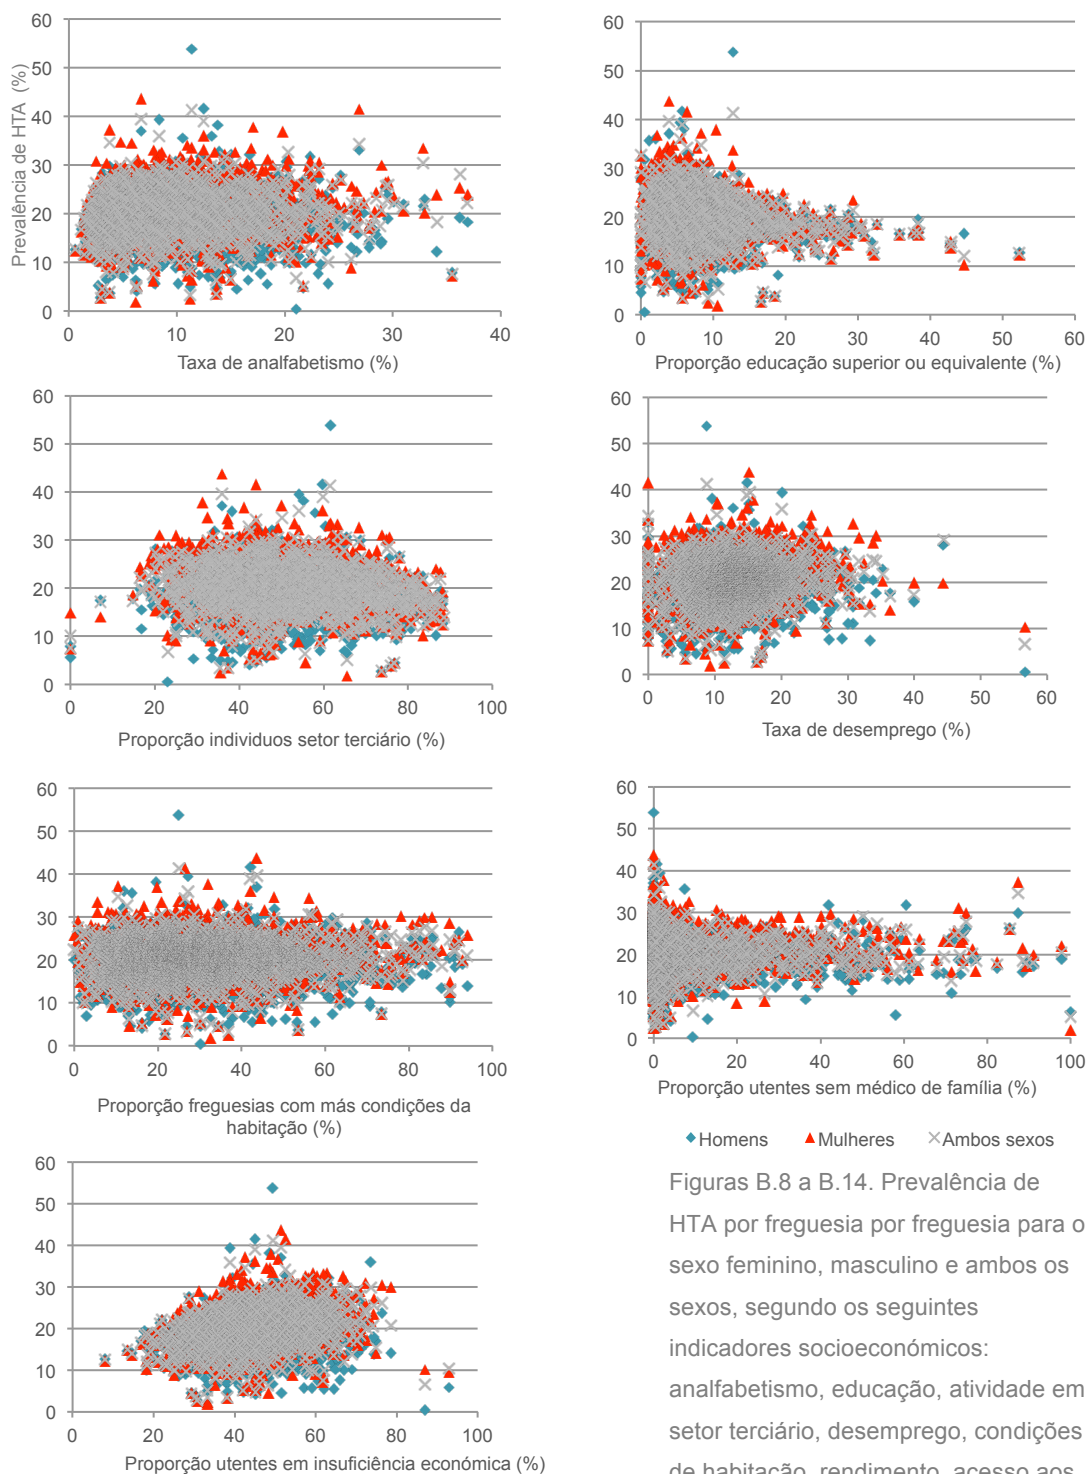 60
50
40
30
20
10
0
Prevalência de HTA (%)
0 10 20 30 40
Taxa de analfabetismo (%)
60
50
40
30
20
10
0
0 10 20 30 40 50 60
Proporção educação superior ou equivalente (%)
60
50
40
30
20
10
0
0 20 40 60 80 100
Proporção individuos setor terciário (%)
60
50
40
30
20
10
0
0 10 20 30 40 50 60
Taxa de desemprego (%)
60
50
40
30
20
10
0
0 20 40 60 80 100
Proporção freguesias com más condições da
habitação (%)
60
50
40
30
20
10
0
0 20 40 60 80 100
Proporção utentes sem médico de família (%)
Homens Mulheres Ambos sexos
60
50
40
30
20
10
0
0 20 40 60 80 100
Proporção utentes em insuficiência económica (%)
Figuras B.8 a B.14. Prevalência de
HTA por freguesia por freguesia para o
sexo feminino, masculino e ambos os
sexos, segundo os seguintes
indicadores socioeconómicos:
analfabetismo, educação, atividade em
setor terciário, desemprego, condições
de habitação, rendimento, acesso aos